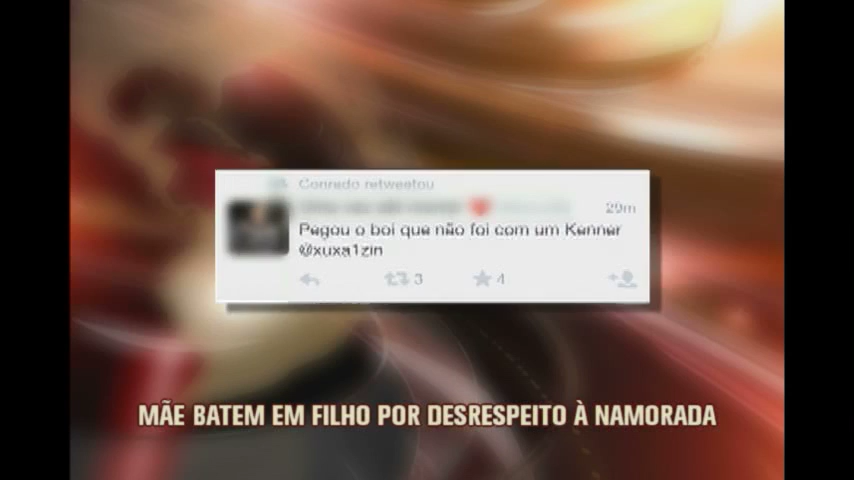 Conrado retweetou
29m
Pegou o boi que não foi com um Kenner
@xuxa1zin
3
4
MÃE BATEM EM FILHO POR DESRESPEITO À NAMORADA